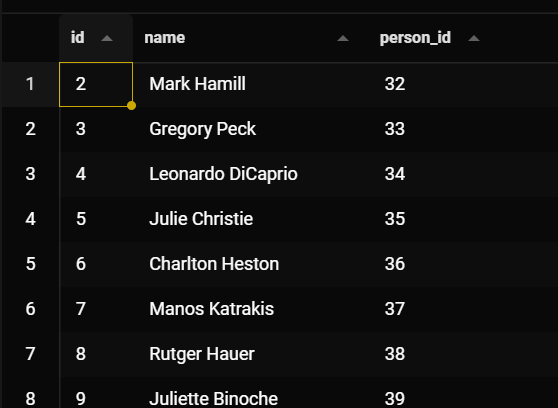 id name person_id
1 2 Mark Hamill 32
2 3 Gregory Peck 33
3 4 Leonardo DiCaprio 34
4 5 Julie Christie 35
5 6 Charlton Heston 36
6 7 Manos Katrakis 37
7 8 Rutger Hauer 38
8 9 Juliette Binoche 39